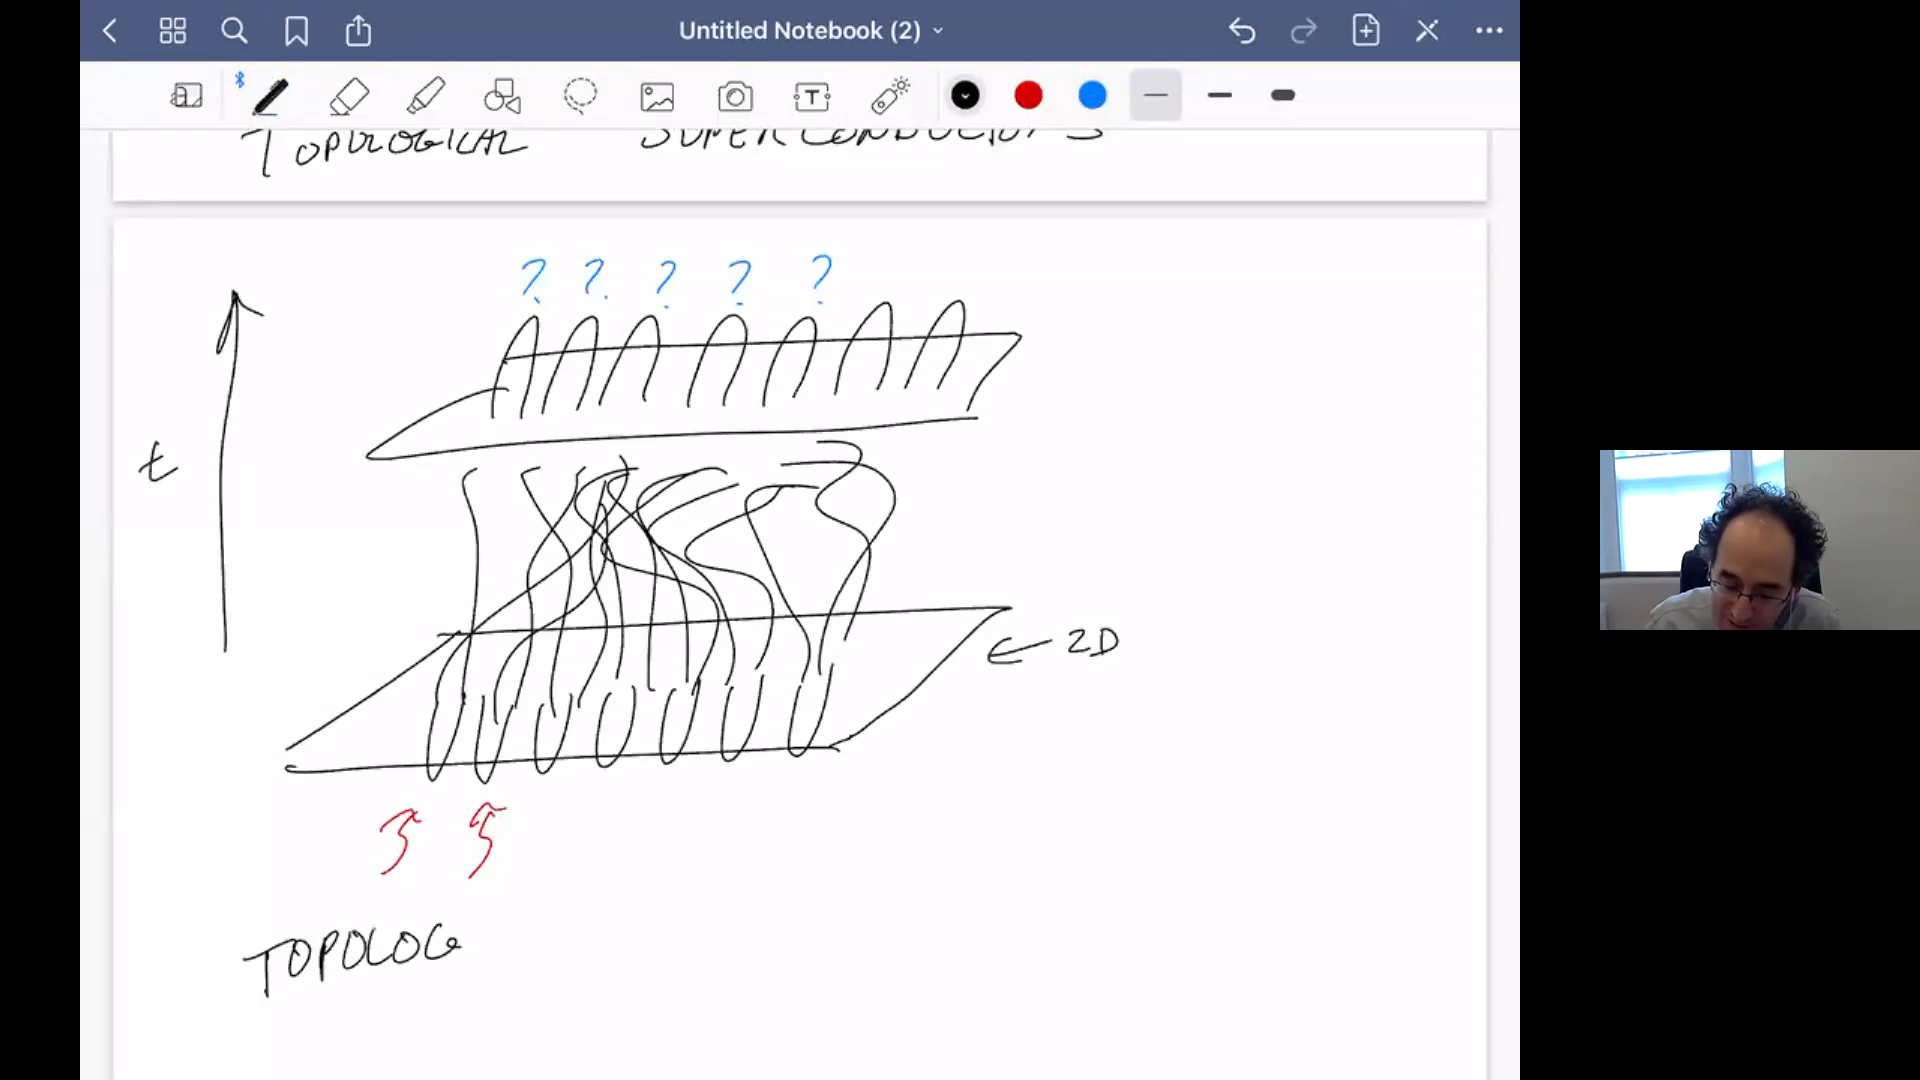 Untitled Notebook (2)
T
TOPOLOGICAL SUPERCONDUCTORS
? ? ? ? ?
t
← 2D
TOPOLOG